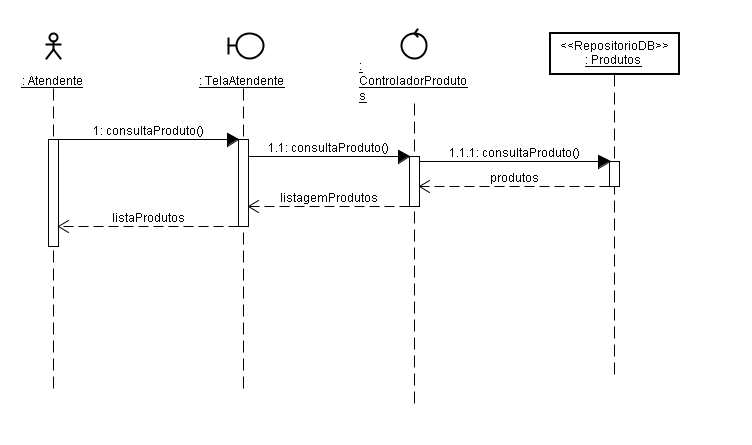 : Atendente
: TelaAtendente
:
ControladorProduto
s
<<RepositorioDB>>
: Produtos
1: consultaProduto()
1.1: consultaProduto()
1.1.1: consultaProduto()
produtos
listagemProdutos
listaProdutos